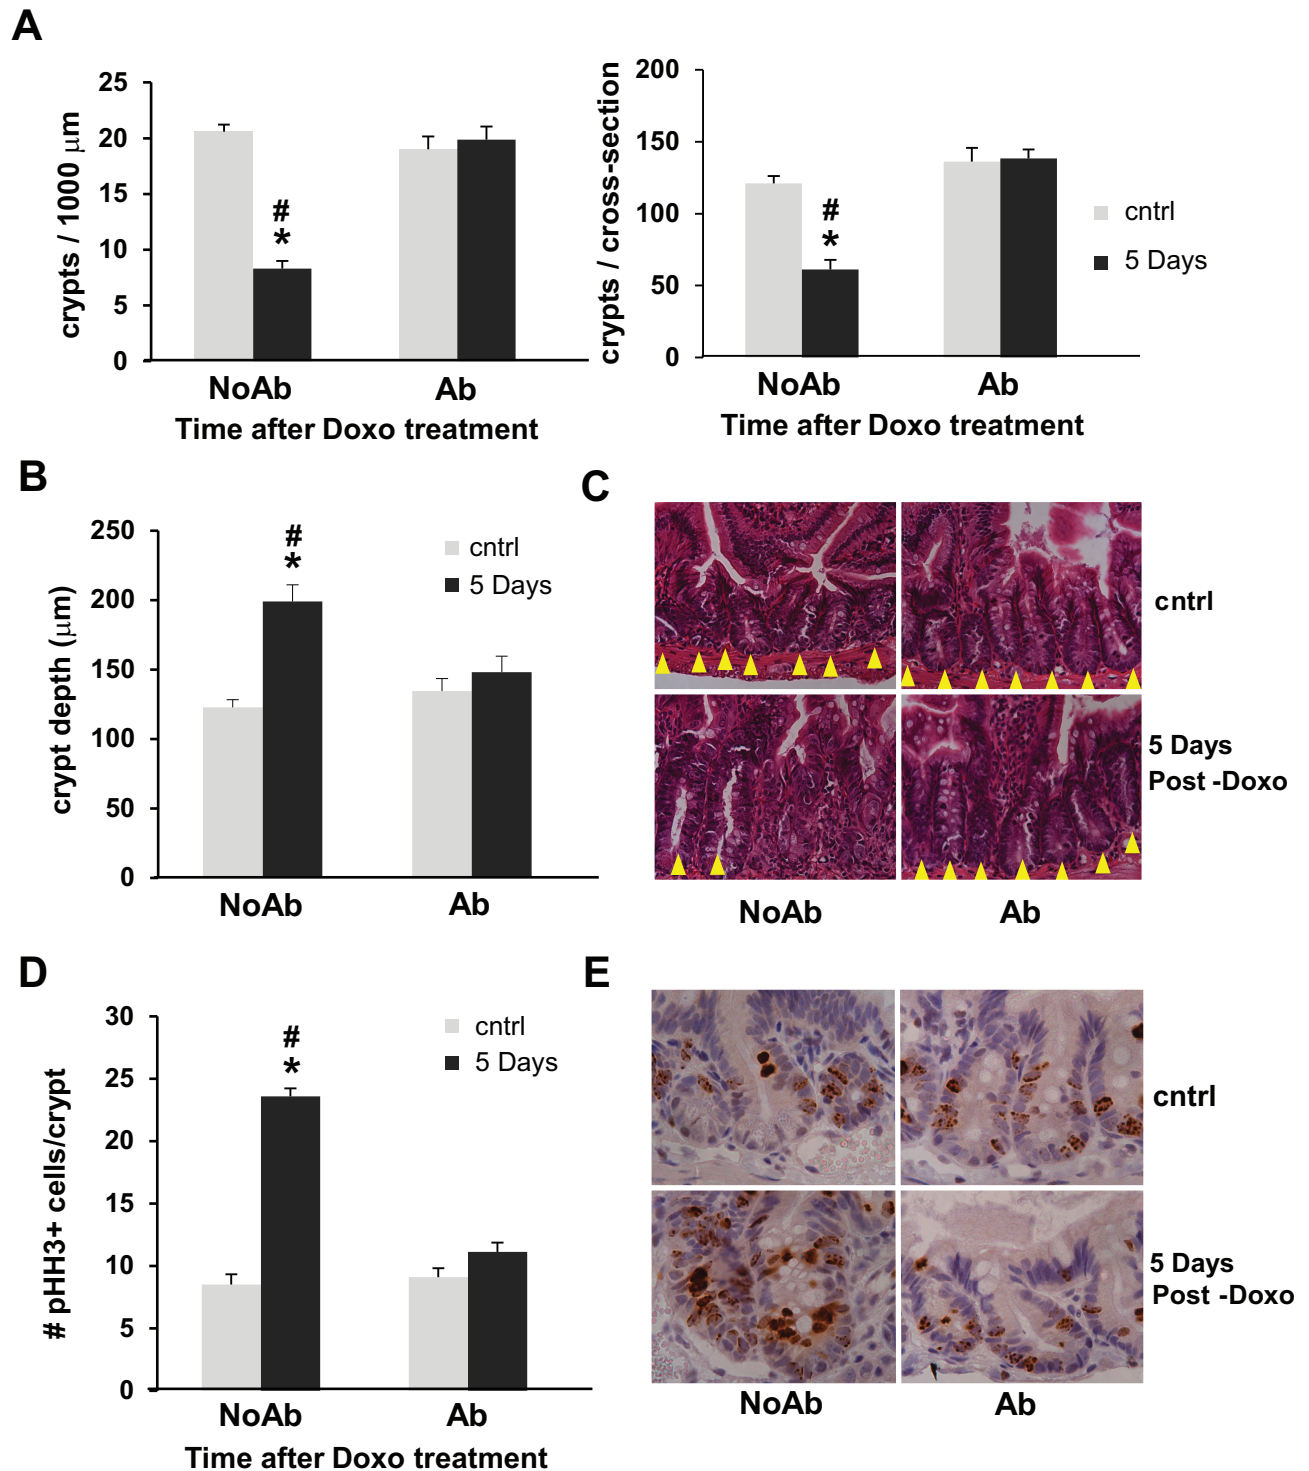 A
crypts / 1000 µm
25
20
15
10
5
0
#
*
NoAb
Ab
Time after Doxo treatment
crypts / cross-section
200
150
100
50
0
#
*
NoAb
Ab
Time after Doxo treatment
cntrl
5 Days
B
crypt depth (µm)
250
200
150
100
50
0
#
*
cntrl
5 Days
NoAb
Ab
C
cntrl
5 Days
Post -Doxo
NoAb
Ab
D
# pHH3+ cells/crypt
30
25
20
15
10
5
0
#
*
cntrl
5 Days
NoAb
Ab
Time after Doxo treatment
E
cntrl
5 Days
Post -Doxo
NoAb
Ab